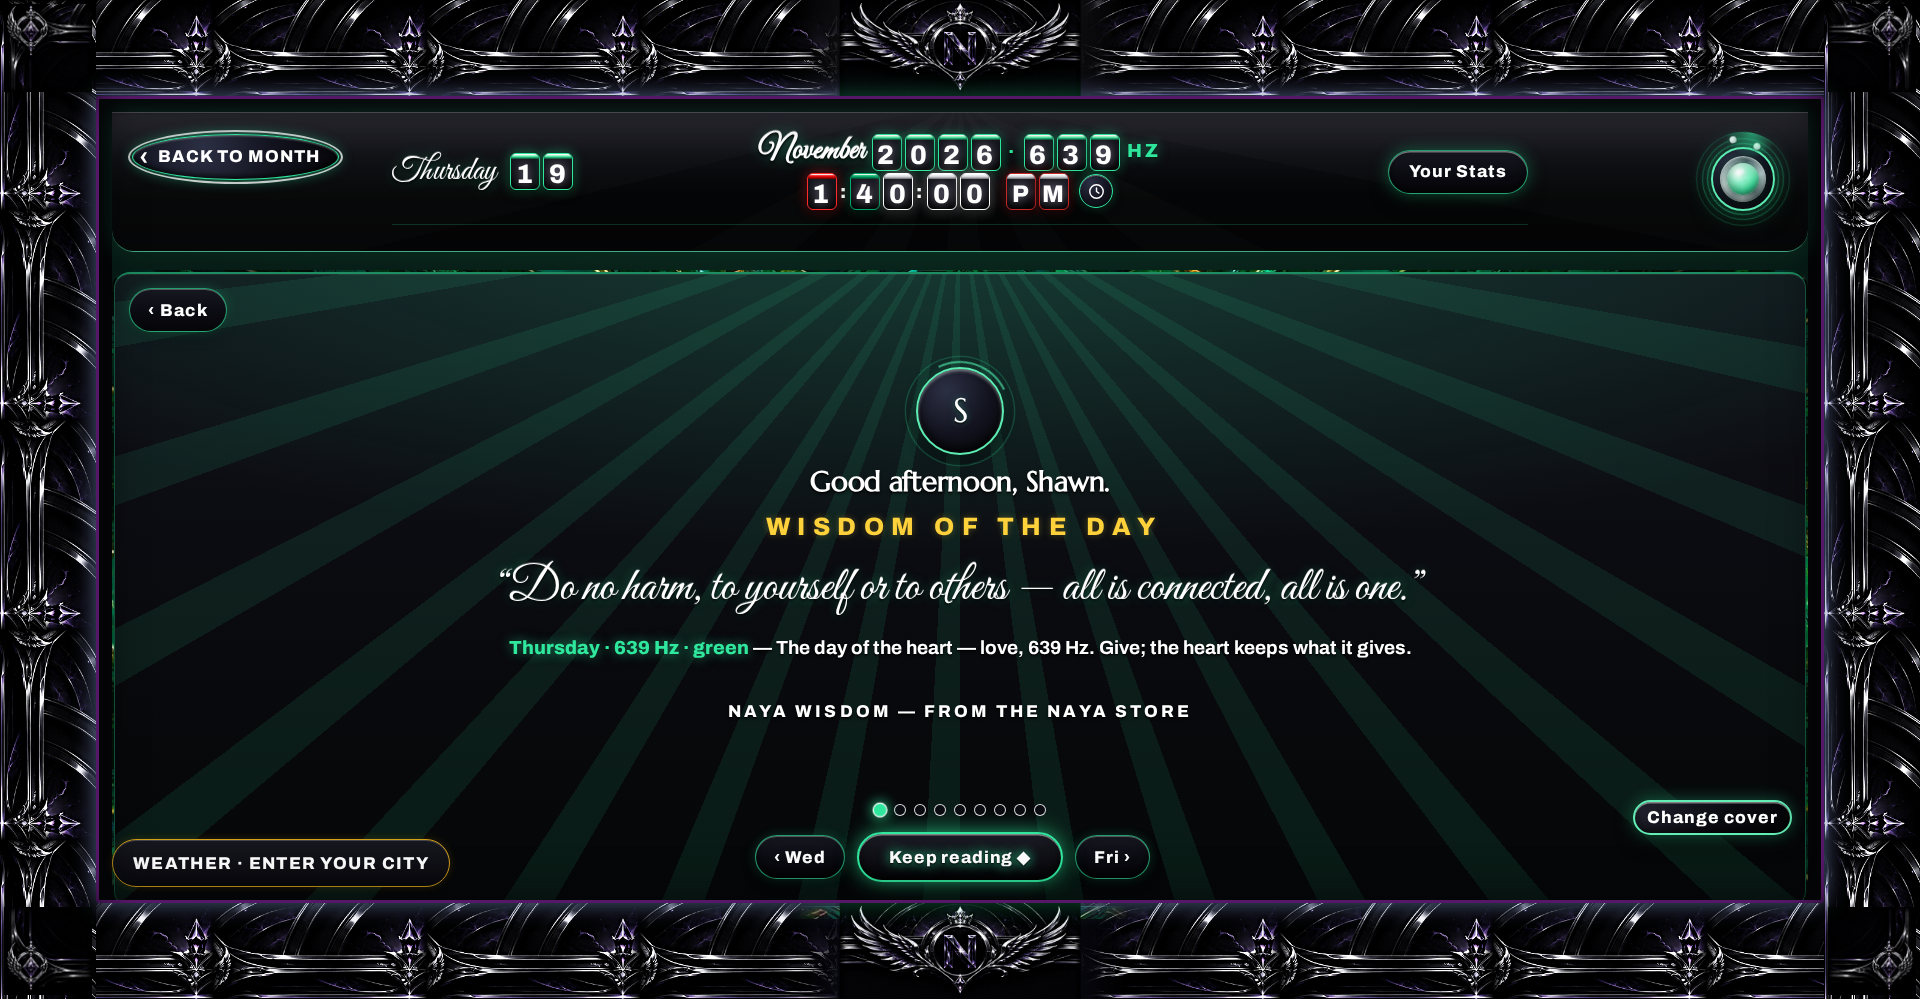 N
‹ BACK TO MONTH
Thursday 19
November 2026 · 639 HZ
1:40:00 PM
Your Stats
‹ Back
S
Good afternoon, Shawn.
WISDOM OF THE DAY
“Do no harm, to yourself or to others — all is connected, all is one.”
Thursday · 639 Hz · green — The day of the heart — love, 639 Hz. Give; the heart keeps what it gives.
NAYA WISDOM — FROM THE NAYA STORE
Change cover
WEATHER · ENTER YOUR CITY
‹ Wed
Keep reading ◆
Fri ›
N